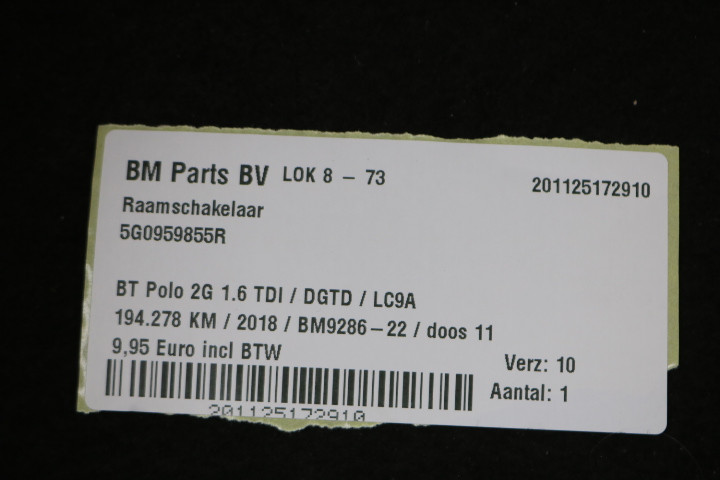 BM Parts BV LOK 8 - 73 201125172910
Raamschakelaar
5G0959855R
BT Polo 2G 1.6 TDI / DGTD / LC9A
194.278 KM / 2018 / BM9286-22 / doos 11
9,95 Euro incl BTW
Verz: 10
Aantal: 1
201125172910